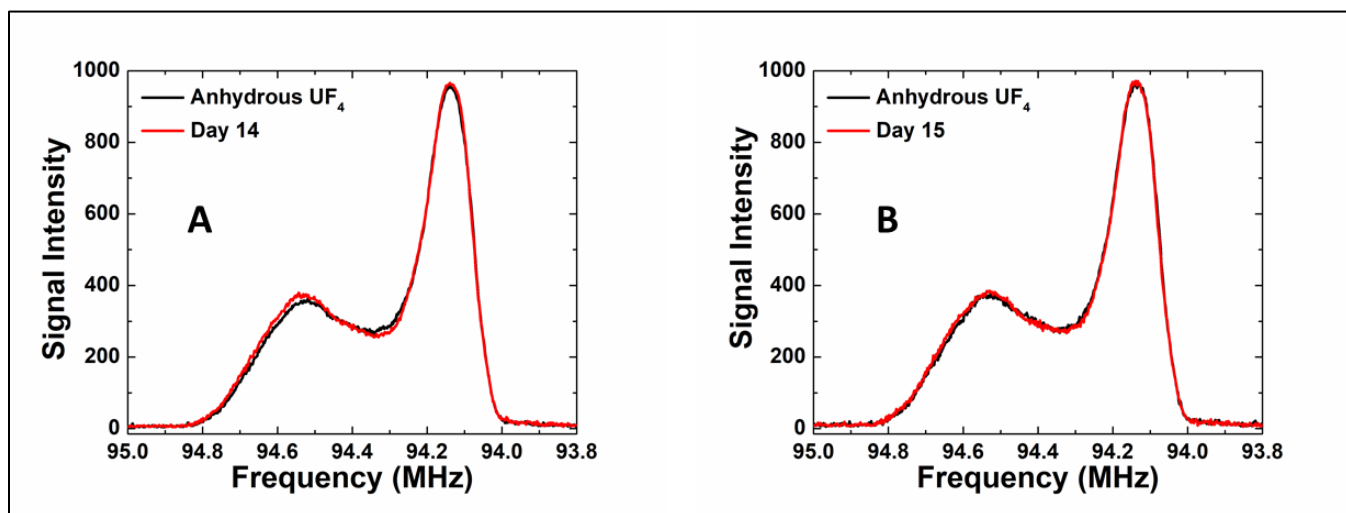 1000
Anhydrous UF₄
Day 14
800
Signal Intensity
A
600
400
200
0
95.0 94.8 94.6 94.4 94.2 94.0 93.8
Frequency (MHz)
1000
Anhydrous UF₄
Day 15
800
Signal Intensity
B
600
400
200
0
95.0 94.8 94.6 94.4 94.2 94.0 93.8
Frequency (MHz)